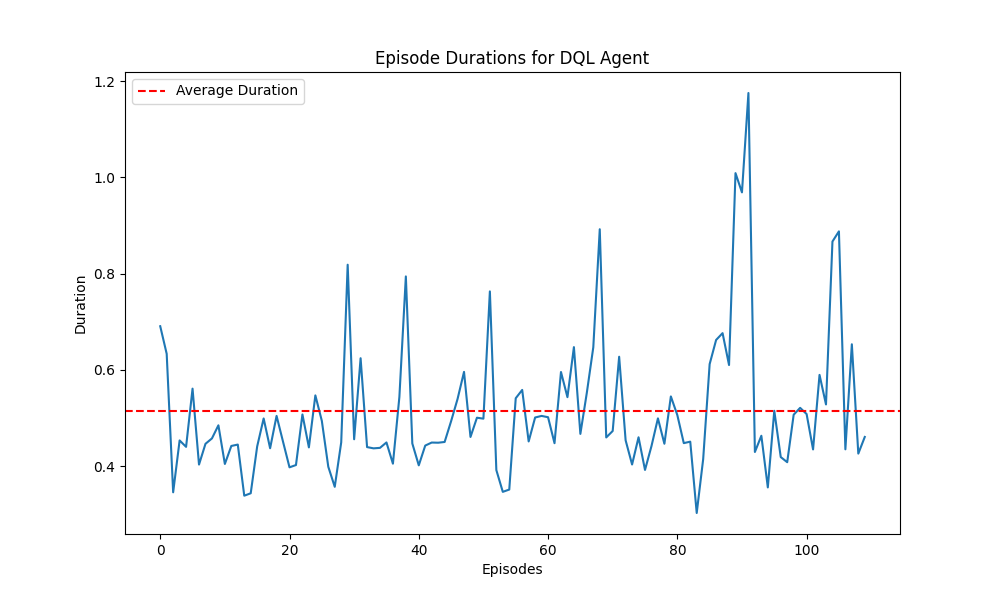 Episode Durations for DQL Agent
Average Duration
1.2
1.0
0.8
0.6
0.4
Duration
0 20 40 60 80 100
Episodes